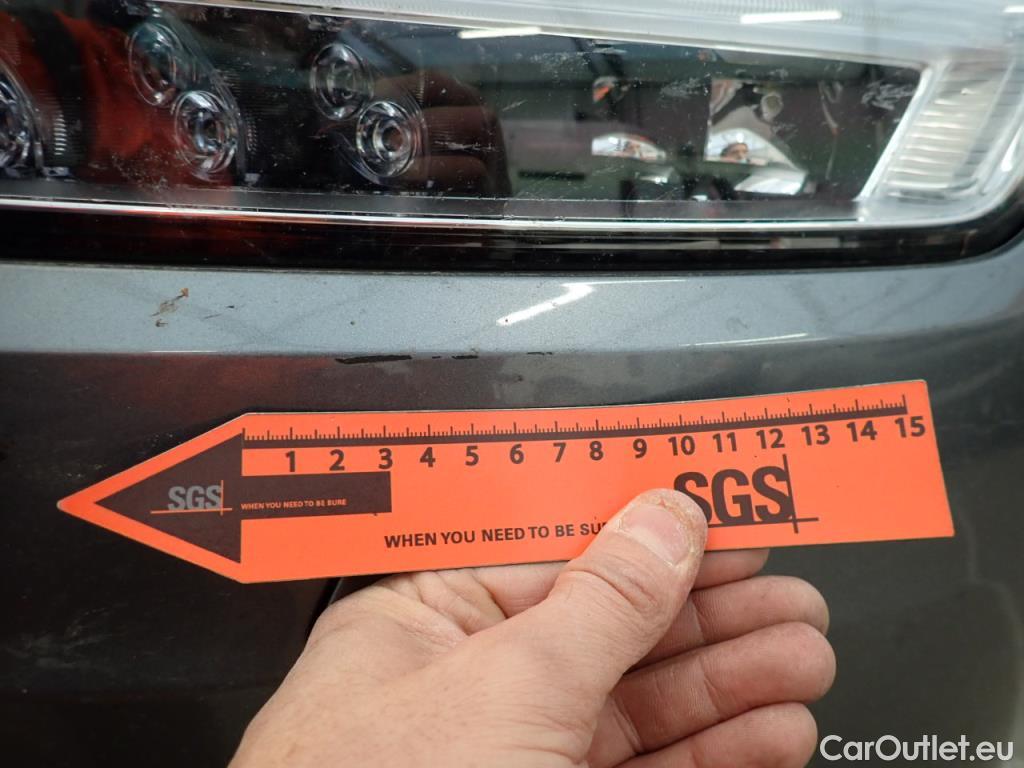 1 2 3 4 5 6 7 8 9 10 11 12 13 14 15
SGS
WHEN YOU NEED TO BE SURE
SGS
WHEN YOU NEED TO BE SU
CarOutlet.eu